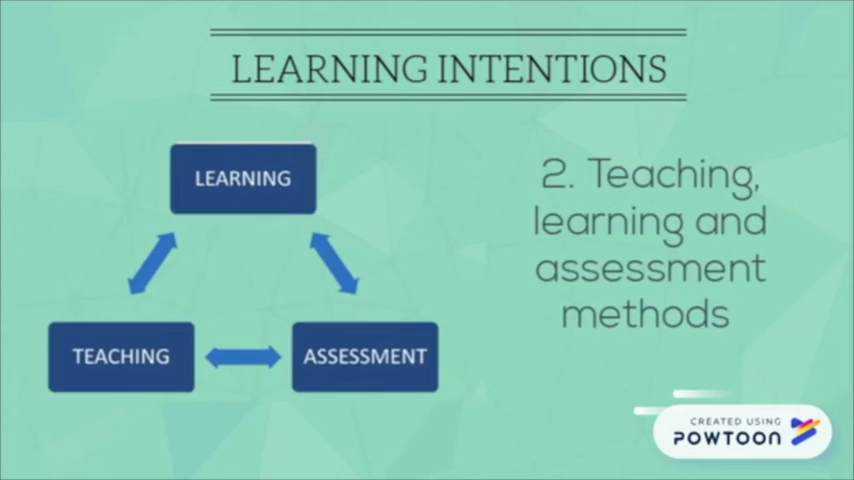 LEARNING INTENTIONS
LEARNING
TEACHING
ASSESSMENT
2. Teaching,
learning and
assessment
methods
CREATED USING
POWTOON